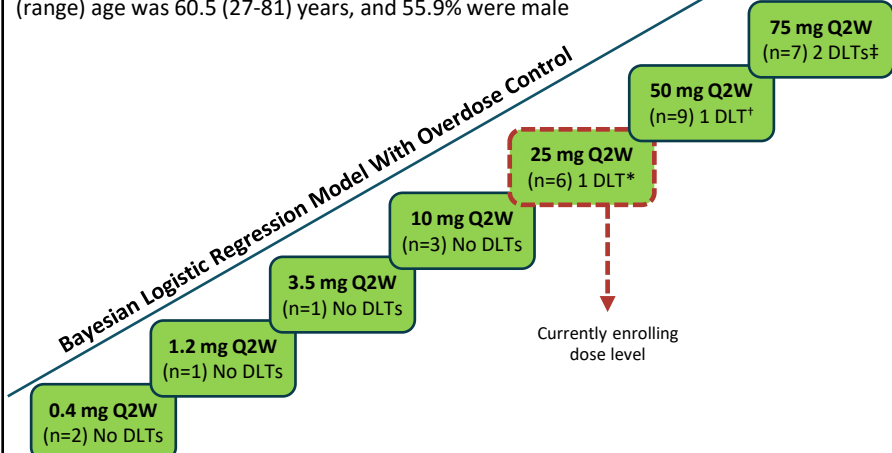 (range) age was 60.5 (27-81) years, and 55.9% were male
75 mg Q2W
(n=7) 2 DLTs‡
50 mg Q2W
(n=9) 1 DLT†
25 mg Q2W
(n=6) 1 DLT*
10 mg Q2W
(n=3) No DLTs
3.5 mg Q2W
(n=1) No DLTs
1.2 mg Q2W
(n=1) No DLTs
0.4 mg Q2W
(n=2) No DLTs
Bayesian Logistic Regression Model With Overdose Control
Currently enrolling
dose level